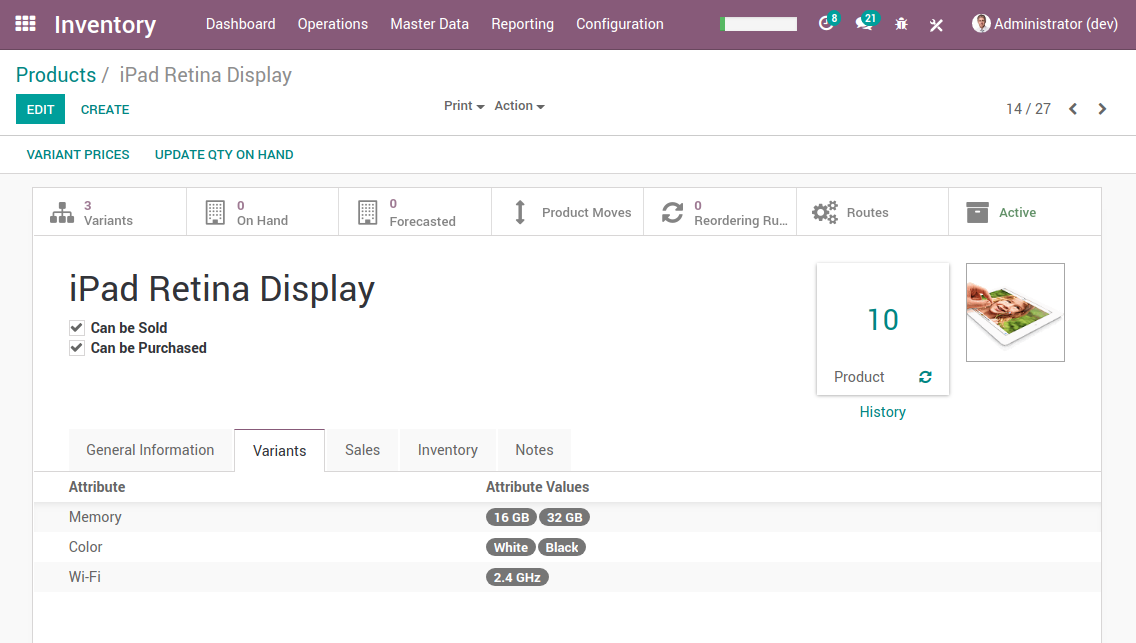 Inventory Dashboard Operations Master Data Reporting Configuration 8 21 Administrator (dev)
Products / iPad Retina Display
EDIT CREATE Print Action 14 / 27
VARIANT PRICES UPDATE QTY ON HAND
3 Variants
0 On Hand
0 Forecasted
Product Moves
0 Reordering Ru...
Routes
Active
iPad Retina Display
Can be Sold
Can be Purchased
10
Product
History
General Information Variants Sales Inventory Notes
Attribute Attribute Values
Memory 16 GB 32 GB
Color White Black
Wi-Fi 2.4 GHz